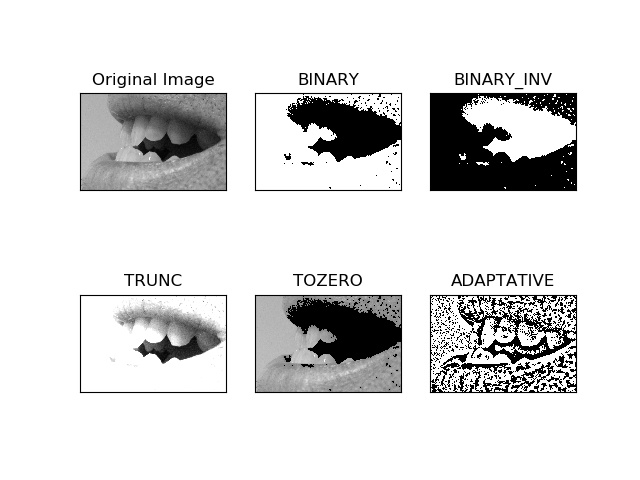 Original Image
BINARY
BINARY_INV
TRUNC
TOZERO
ADAPTATIVE